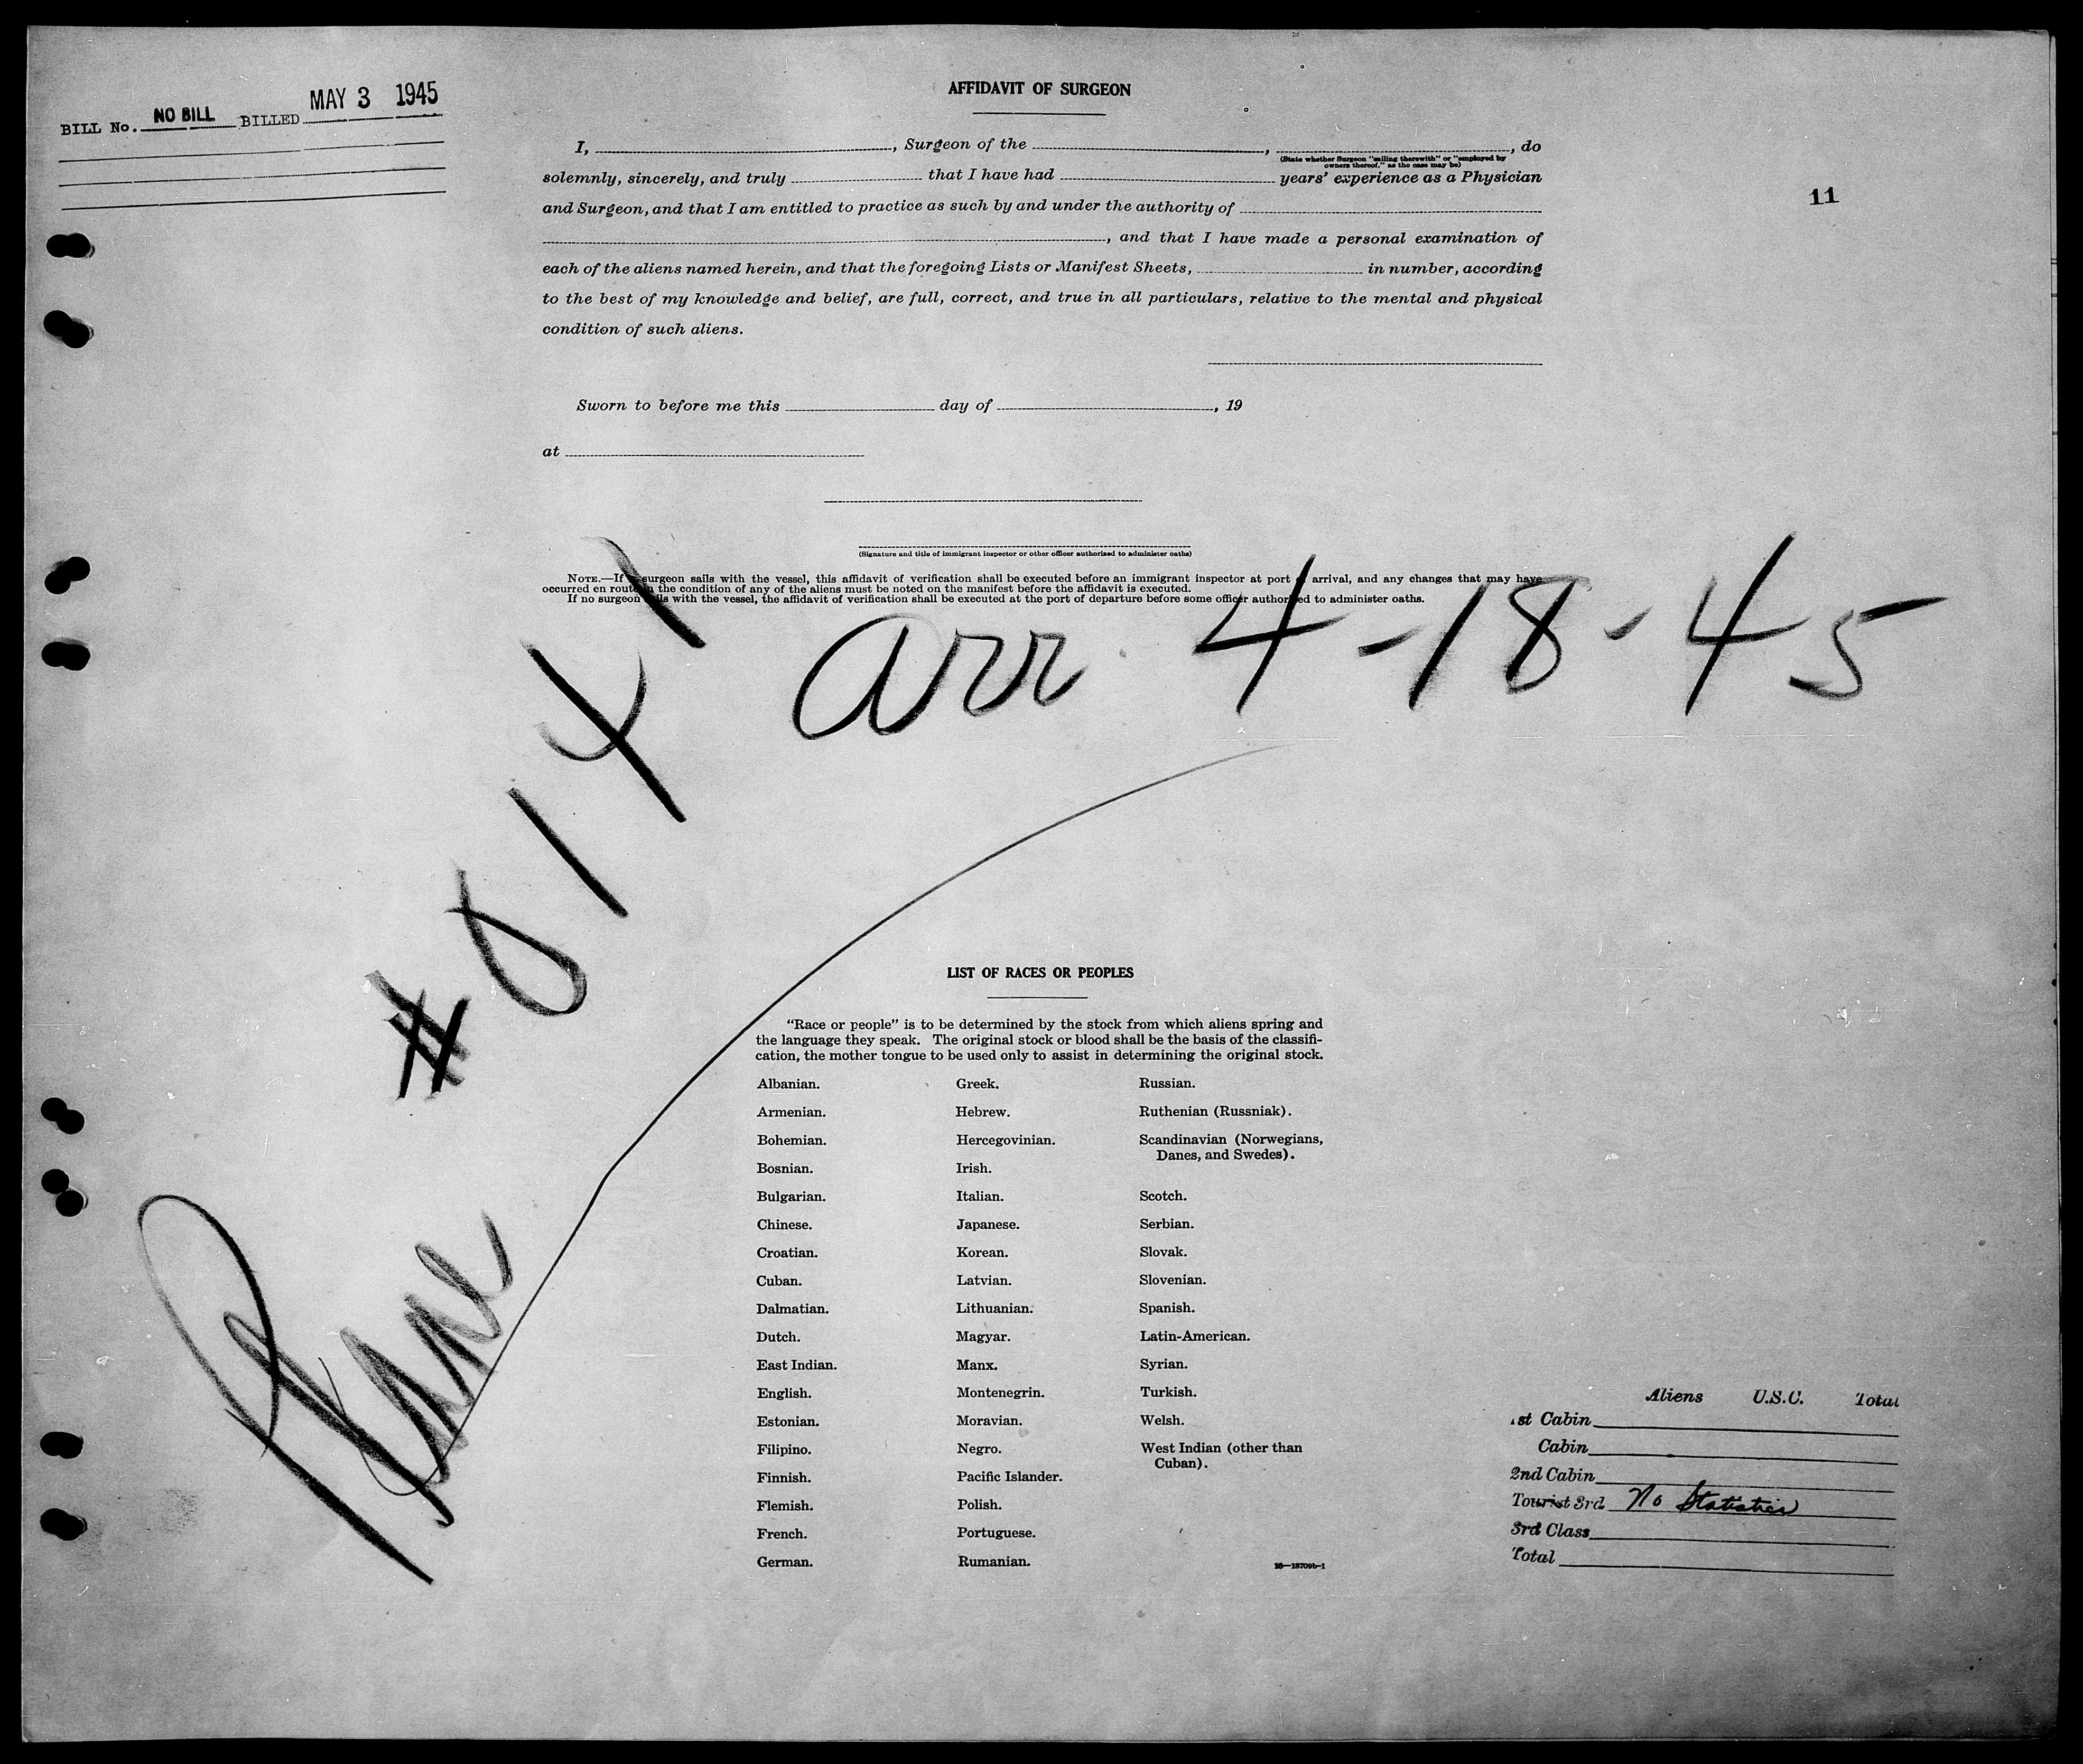 MAY 3 1945
BILL No. NO BILL BILLED
11
AFFIDAVIT OF SURGEON
I, , Surgeon of the , , do
(State whether Surgeon "sailing therewith" or "employed by
owners thereof," as the case may be)
solemnly, sincerely, and truly that I have had years' experience as a Physician
and Surgeon, and that I am entitled to practice as such by and under the authority of
, and that I have made a personal examination of
each of the aliens named herein, and that the foregoing Lists or Manifest Sheets, in number, according
to the best of my knowledge and belief, are full, correct, and true in all particulars, relative to the mental and physical
condition of such aliens.
Sworn to before me this day of , 19
at
(Signature and title of immigrant inspector or other officer authorized to administer oaths)
NOTE.—If a surgeon sails with the vessel, this affidavit of verification shall be executed before an immigrant inspector at port of arrival, and any changes that may have
occurred en route in the condition of any of the aliens must be noted on the manifest before the affidavit is executed.
If no surgeon sails with the vessel, the affidavit of verification shall be executed at the port of departure before some officer authorized to administer oaths.
arr. 4-18-45
Plane #0141
LIST OF RACES OR PEOPLES
"Race or people" is to be determined by the stock from which aliens spring and
the language they speak. The original stock or blood shall be the basis of the classifi-
cation, the mother tongue to be used only to assist in determining the original stock.
Albanian.
Armenian.
Bohemian.
Bosnian.
Bulgarian.
Chinese.
Croatian.
Cuban.
Dalmatian.
Dutch.
East Indian.
English.
Estonian.
Filipino.
Finnish.
Flemish.
French.
German.
Greek.
Hebrew.
Hercegovinian.
Irish.
Italian.
Japanese.
Korean.
Latvian.
Lithuanian.
Magyar.
Manx.
Montenegrin.
Moravian.
Negro.
Pacific Islander.
Polish.
Portuguese.
Rumanian.
Russian.
Ruthenian (Russniak).
Scandinavian (Norwegians,
Danes, and Swedes).
Scotch.
Serbian.
Slovak.
Slovenian.
Spanish.
Latin-American.
Syrian.
Turkish.
Welsh.
West Indian (other than
Cuban).
Aliens U.S.C. Total
1st Cabin
Cabin
2nd Cabin
Tourist 3rd No Statistics
3rd Class
Total